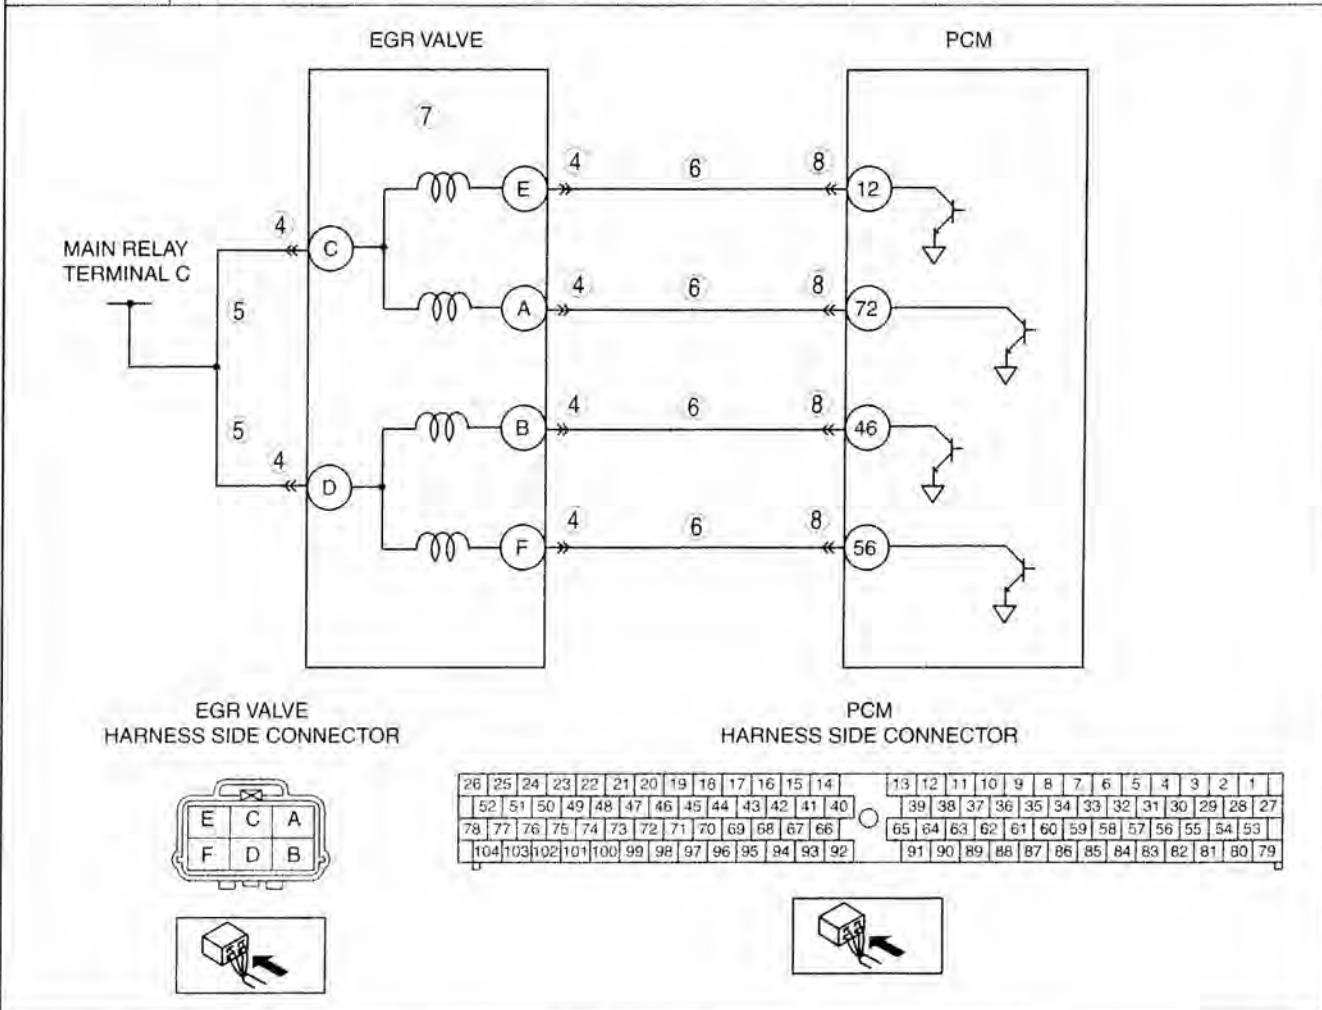 EGR VALVE PCM
7
4 6 8
E 12
4
C
MAIN RELAY
TERMINAL C
4 6 8
5
A 72
4 6 8
5
B 46
4
D
4 6 8
F 56
EGR VALVE
HARNESS SIDE CONNECTOR
PCM
HARNESS SIDE CONNECTOR
E C A
F D B
26 25 24 23 22 21 20 19 18 17 16 15 14 13 12 11 10 9 8 7 6 5 4 3 2 1
52 51 50 49 48 47 46 45 44 43 42 41 40 39 38 37 36 35 34 33 32 31 30 29 28 27
78 77 76 75 74 73 72 71 70 69 68 67 66 65 64 63 62 61 60 59 58 57 56 55 54 53
104 103 102 101 100 99 98 97 96 95 94 93 92 91 90 89 88 87 86 85 84 83 82 81 80 79